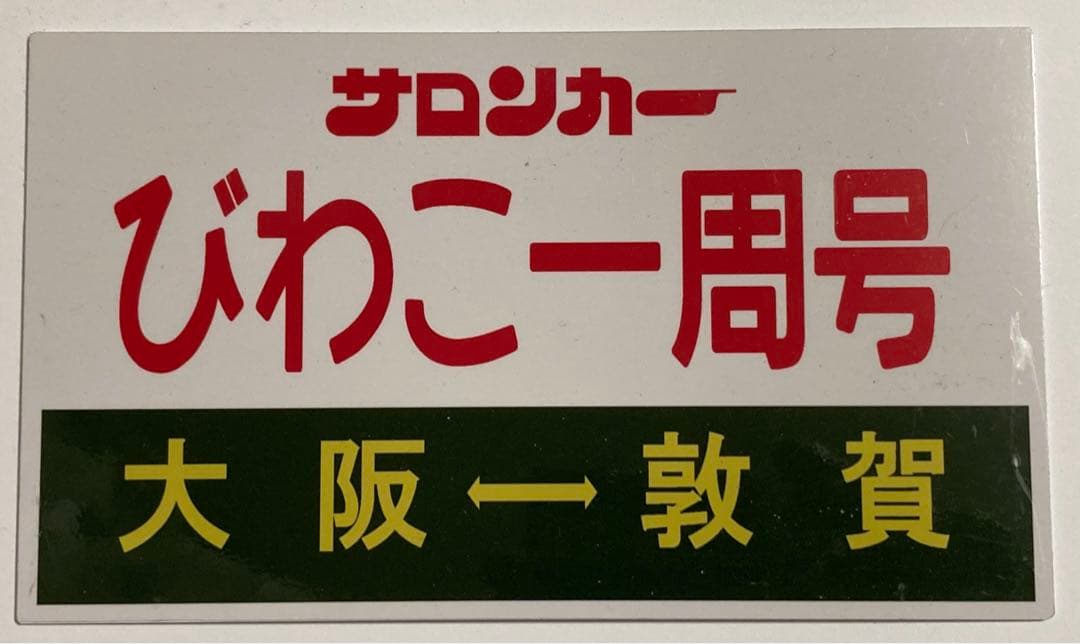 サロンカー
びわこ一周号
大阪↔敦賀